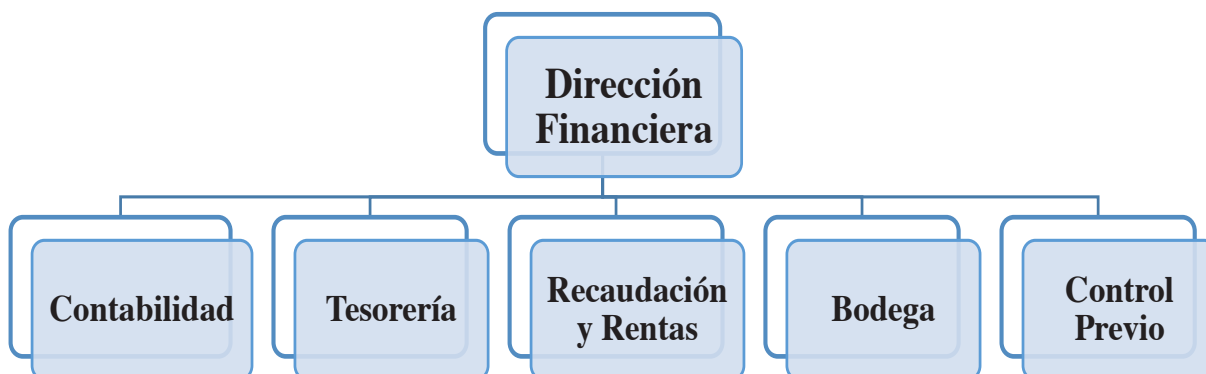 Dirección
Financiera
Contabilidad
Tesorería
Recaudación
y Rentas
Bodega
Control
Previo